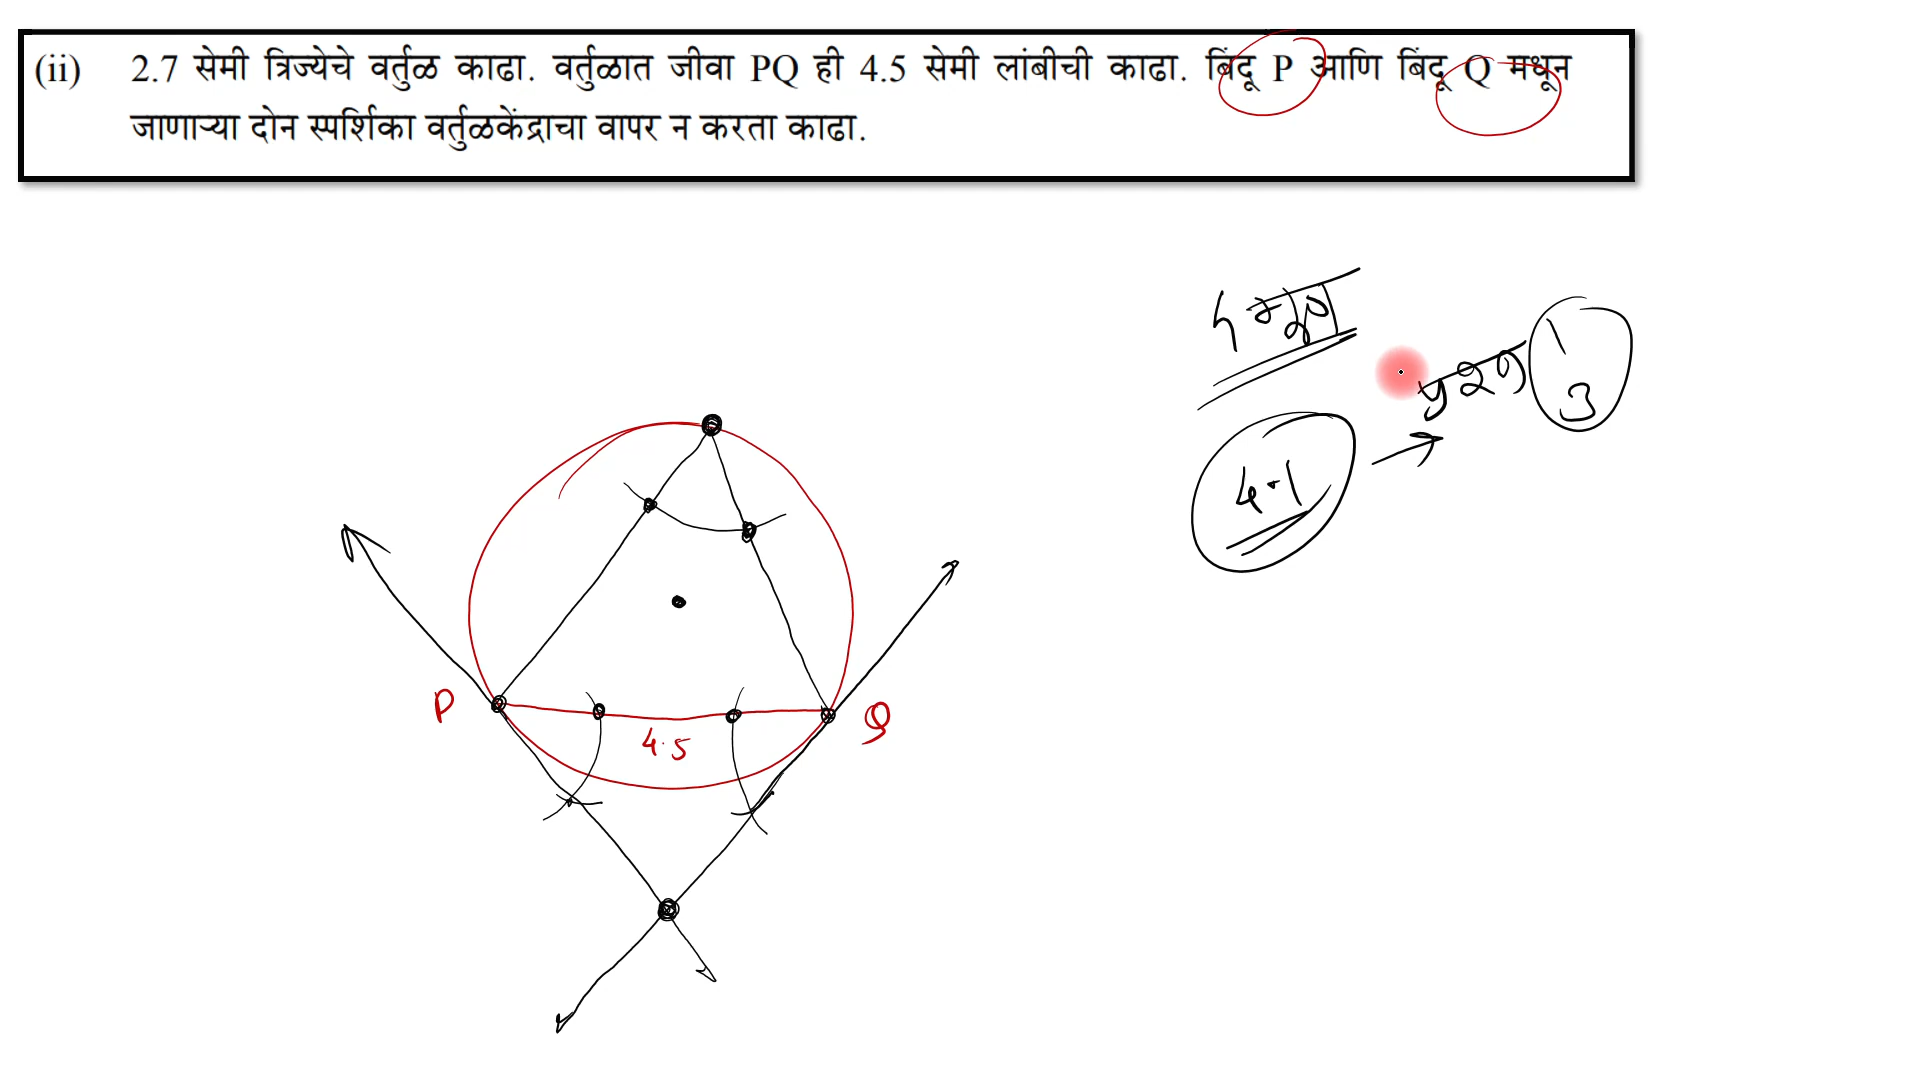 (ii) 2.7 सेमी त्रिज्येचे वर्तुळ काढा. वर्तुळात जीवा PQ ही 4.5 सेमी लांबीची काढा. बिंदू P आणि बिंदू Q मधून
जाणाऱ्या दोन स्पर्शिका वर्तुळकेंद्राचा वापर न करता काढा.
4.1
3
P
4.5
Q